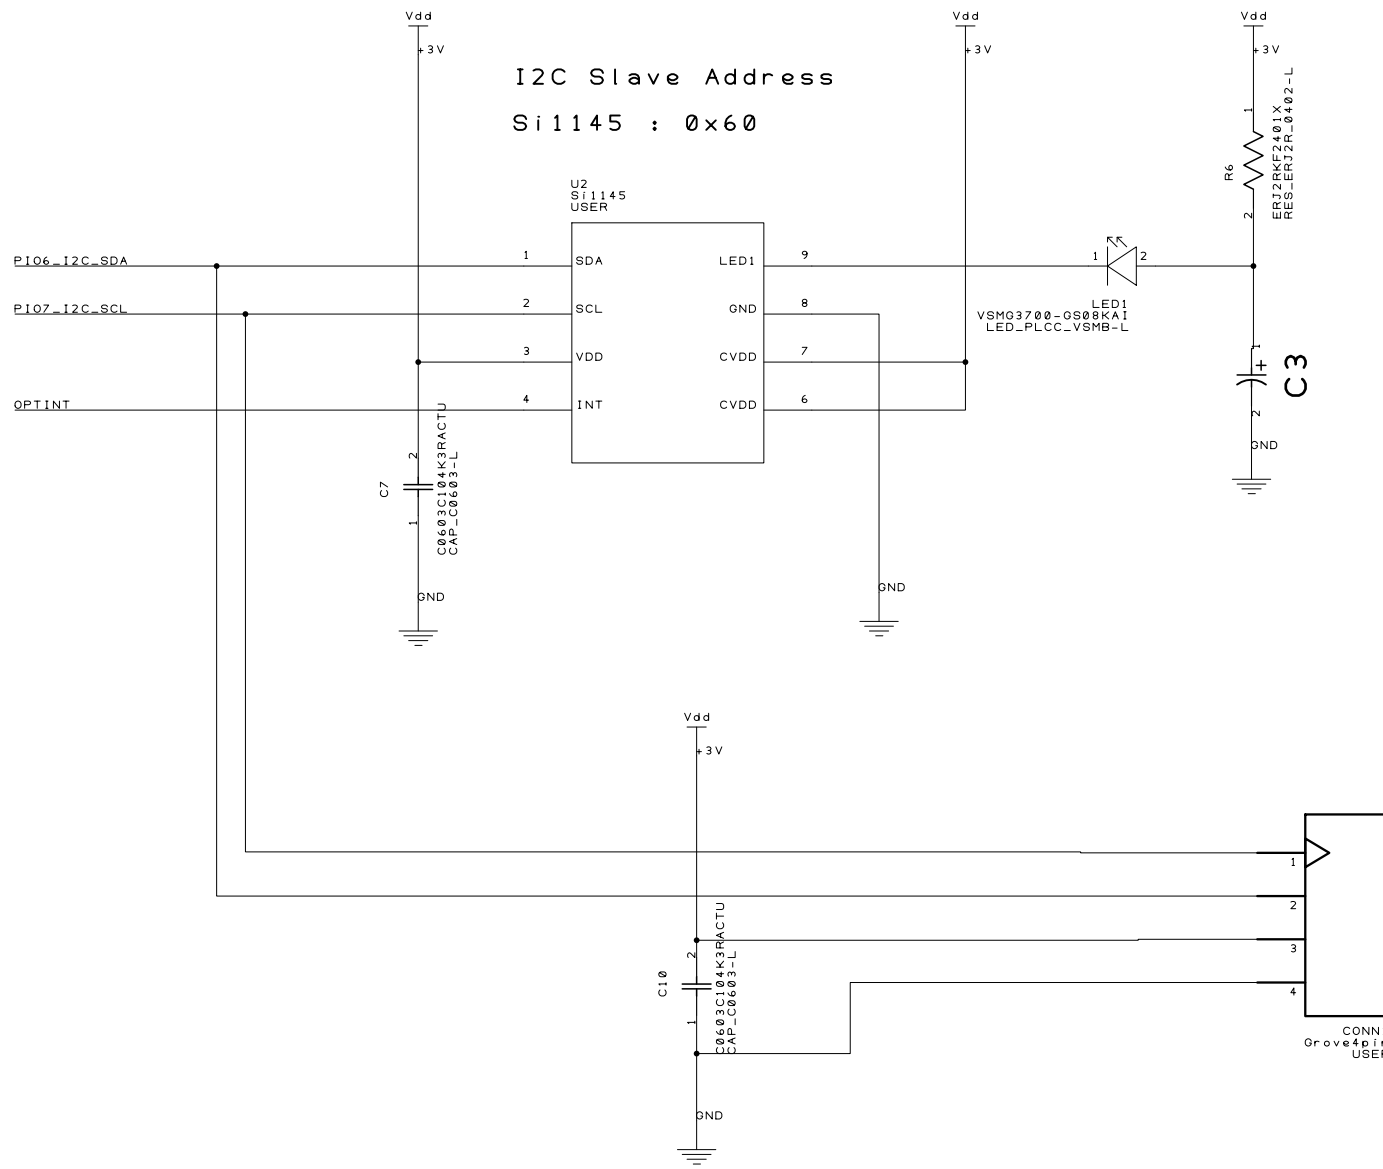 Vdd
+3V
Vdd
+3V
Vdd
+3V
I2C Slave Address
Si1145 : 0x60
1
R6
2
ERJ2RKF2401X
RES_ERJ2R_0402-L
U2
Si1145
USER
PIO6_I2C_SDA
1
SDA
LED1
9
1
2
PIO7_I2C_SCL
2
SCL
GND
8
LED1
VSMG3700-GS08KAI
LED_PLCC_VSMB-L
3
VDD
CVDD
7
1
+
C3
2
GND
OPTINT
4
INT
CVDD
6
2
C7
1
C0603C104K3RACTU
CAP_C0603-L
GND
GND
Vdd
+3V
1
2
3
4
2
C10
1
C0603C104K3RACTU
CAP_C0603-L
GND
CONN
Grove4pi
USE